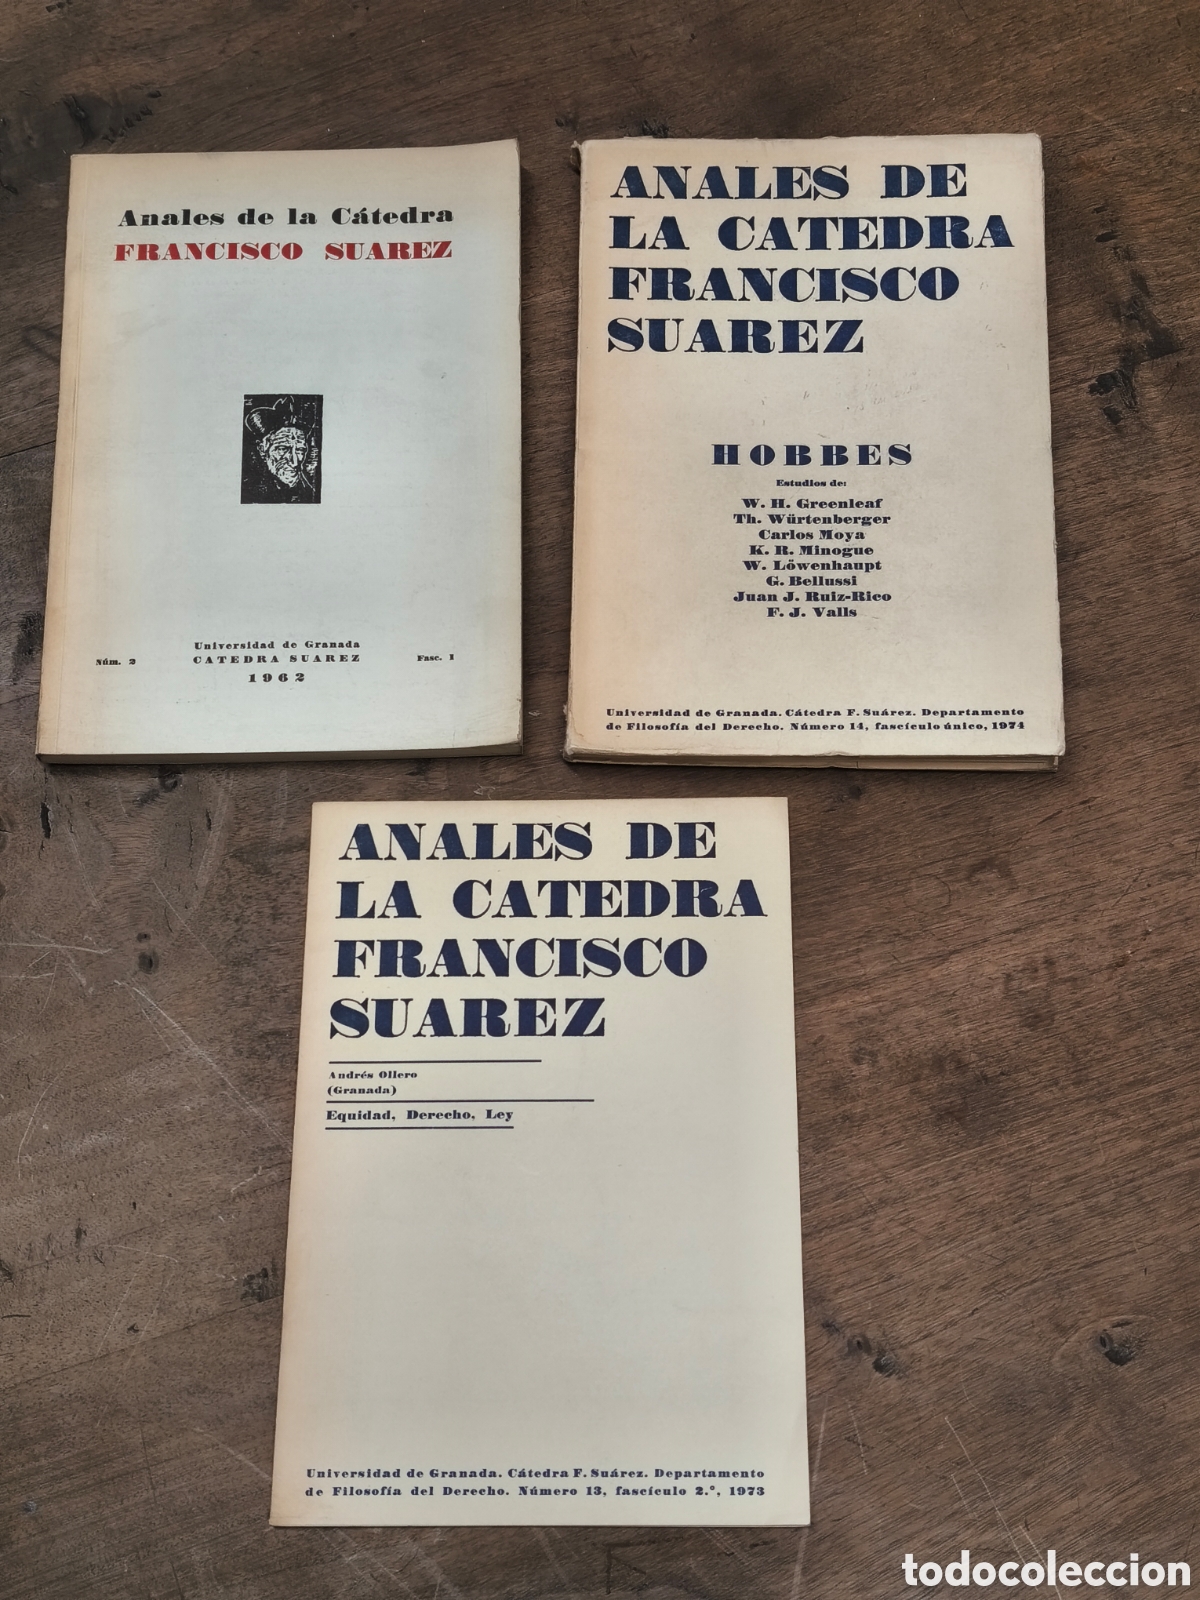 Anales de la Cátedra
FRANCISCO SUAREZ
Núm. 2
Universidad de Granada
CATEDRA SUAREZ
1962
Fasc. 1
ANALES DE
LA CATEDRA
FRANCISCO
SUAREZ
HOBBES
Estudios de:
W. H. Greenleaf
Th. Würtenberger
Carlos Moya
K. R. Minogue
W. Löwenhaupt
G. Bellussi
Juan J. Ruiz-Rico
F. J. Valls
Universidad de Granada. Cátedra F. Suárez. Departamento
de Filosofía del Derecho. Número 14, fascículo único, 1974
ANALES DE
LA CATEDRA
FRANCISCO
SUAREZ
Andrés Ollero
(Granada)
Equidad, Derecho, Ley
Universidad de Granada. Cátedra F. Suárez. Departamento
de Filosofía del Derecho. Número 13, fascículo 2.º, 1973
todocoleccion